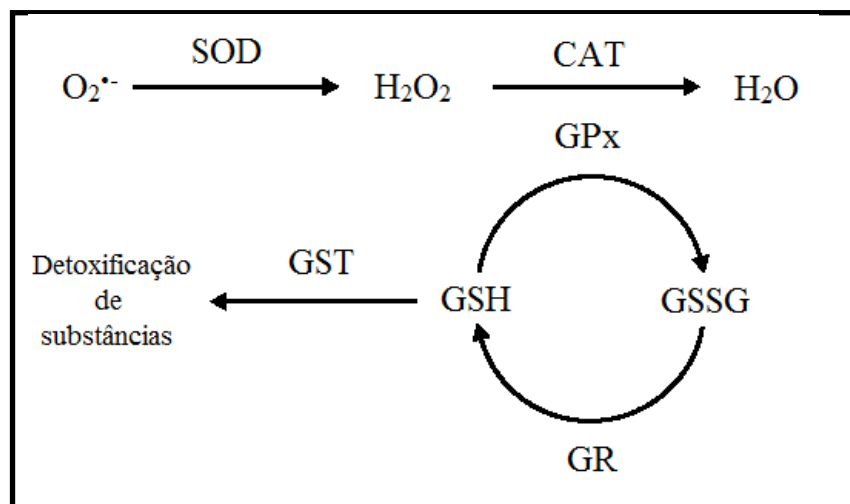 SOD
CAT
O₂•- H₂O₂ H₂O
GPx
Detoxificação
de
substâncias
GST
GSH
GSSG
GR